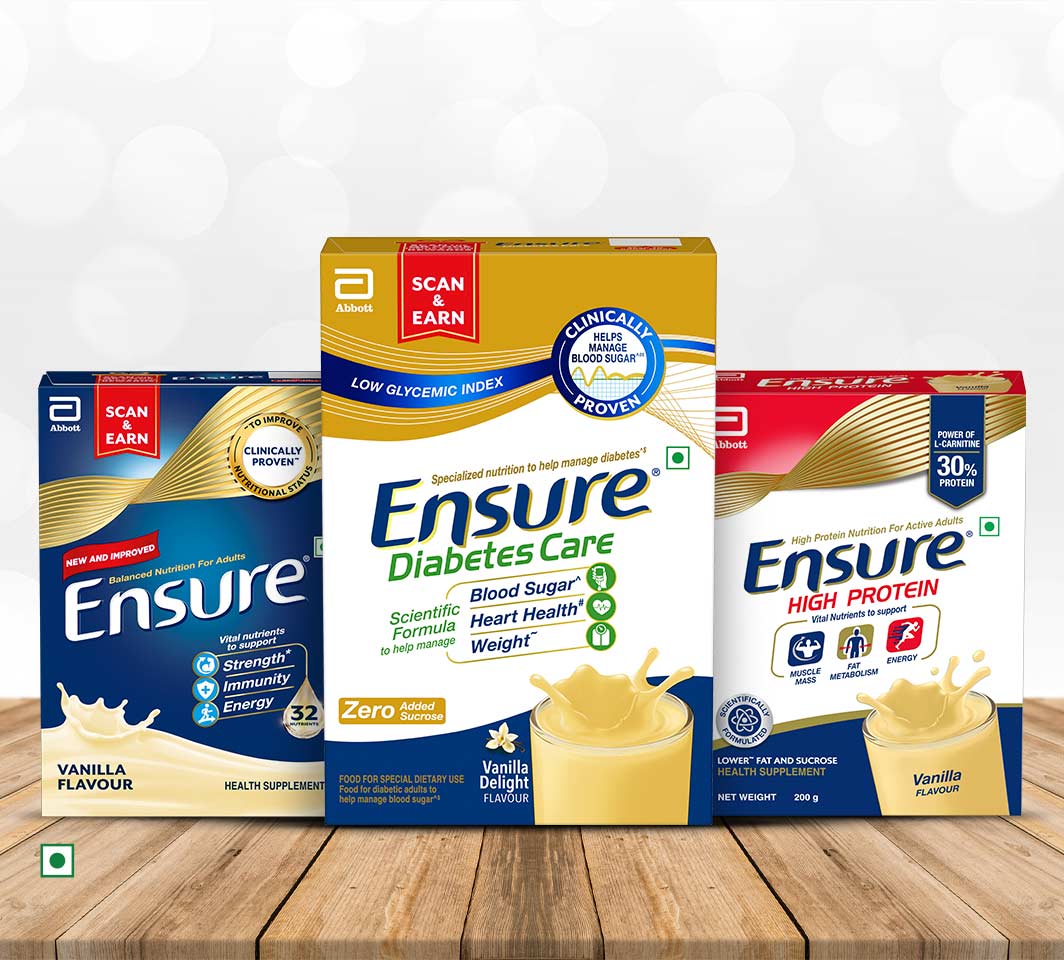 Abbott
SCAN
&
EARN
TO IMPROVE
CLINICALLY
PROVEN~
NUTRITIONAL STATUS
NEW AND IMPROVED
Balanced Nutrition For Adults
Ensure®
Vital nutrients
to support
Strength*
Immunity
Energy
32
NUTRIENTS
VANILLA
FLAVOUR
HEALTH SUPPLEMENT
Ensure
Abbott
SCAN
&
EARN
CLINICALLY
HELPS
MANAGE
BLOOD SUGAR
PROVEN
LOW GLYCEMIC INDEX
Specialized nutrition to help manage diabetes*$
Ensure®
Diabetes Care
Scientific
Formula
to help manage
Blood Sugar^
Heart Health#
Weight~
Zero Added
Sucrose
Vanilla
Delight
FLAVOUR
FOOD FOR SPECIAL DIETARY USE
Food for diabetic adults to
help manage blood sugar^$
Ensure
HIGH PROTEIN
Vanilla
Abbott
POWER OF
L-CARNITINE
30%
PROTEIN
High Protein Nutrition For Active Adults
Ensure®
HIGH PROTEIN
Vital Nutrients to support
MUSCLE
MASS
FAT
METABOLISM
ENERGY
SCIENTIFICALLY
FORMULATED
LOWER~ FAT AND SUCROSE
HEALTH SUPPLEMENT
NET WEIGHT 200 g
Vanilla
FLAVOUR